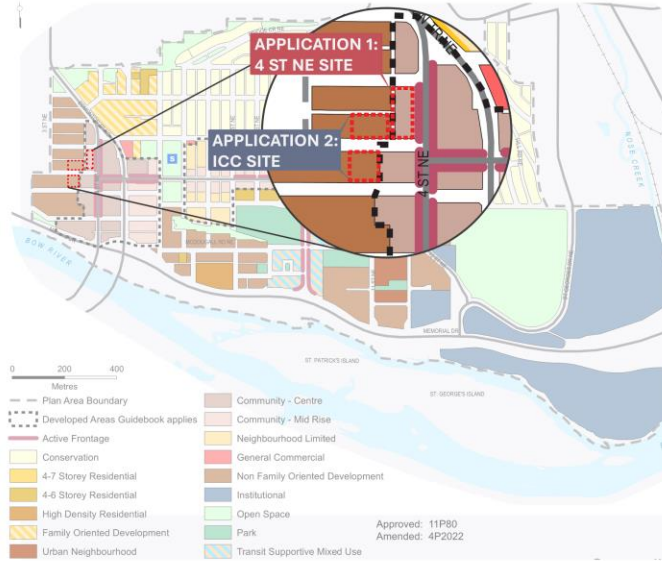 APPLICATION 1:
4 ST NE SITE
APPLICATION 2:
ICC SITE
4 ST NE
BOW RIVER
NOSE CREEK
MEMORIAL DR
ST. PATRICK'S ISLAND
ST. GEORGE'S ISLAND
0 200 400
Metres
Plan Area Boundary
Developed Areas Guidebook applies
Active Frontage
Conservation
4-7 Storey Residential
4-6 Storey Residential
High Density Residential
Family Oriented Development
Urban Neighbourhood
Community - Centre
Community - Mid Rise
Neighbourhood Limited
General Commercial
Non Family Oriented Development
Institutional
Open Space
Park
Transit Supportive Mixed Use
Approved: 11P80
Amended: 4P2022